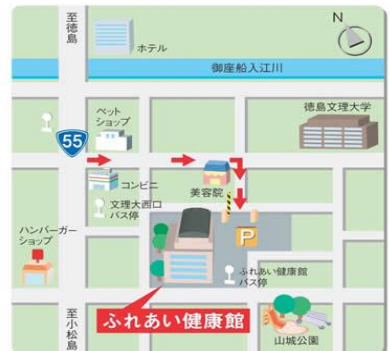 至徳島
N
ホテル
御座船入江川
ペット
ショップ
徳島文理大学
55
コンビニ
美容院
文理大西口
バス停
ハンバーガー
ショップ
P
ふれあい健康館
バス停
至小松島
ふれあい健康館
山城公園